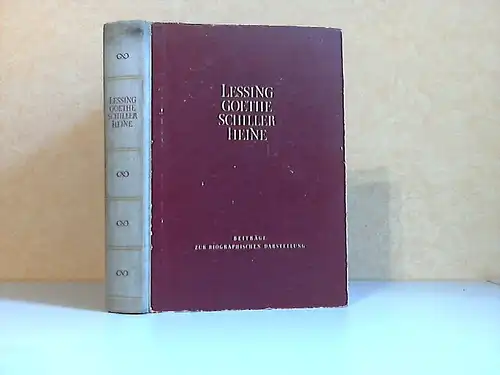 LESSING
GOETHE
SCHILLER
HEINE
LESSING
GOETHE
SCHILLER
HEINE
BEITRÄGE
ZUR BIOGRAPHISCHEN DARSTELLUNG